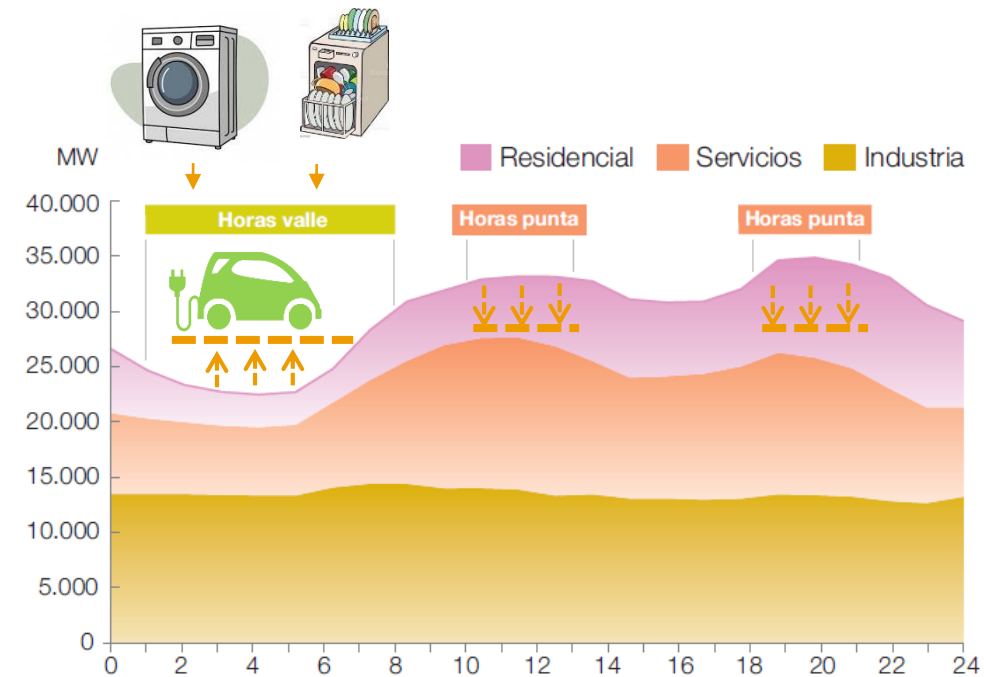 MW
Residencial
Servicios
Industria
40.000
Horas valle
Horas punta
Horas punta
35.000
30.000
25.000
20.000
15.000
10.000
5.000
0
0 2 4 6 8 10 12 14 16 18 20 22 24